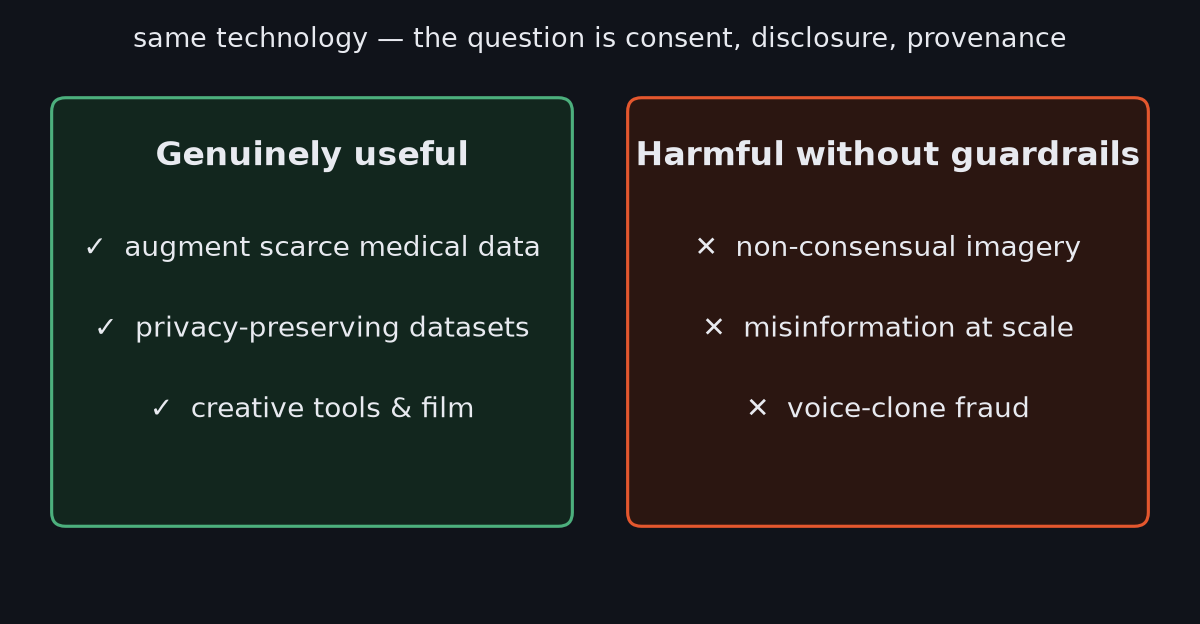 same technology — the question is consent, disclosure, provenance
Genuinely useful
✓ augment scarce medical data
✓ privacy-preserving datasets
✓ creative tools & film
Harmful without guardrails
✕ non-consensual imagery
✕ misinformation at scale
✕ voice-clone fraud